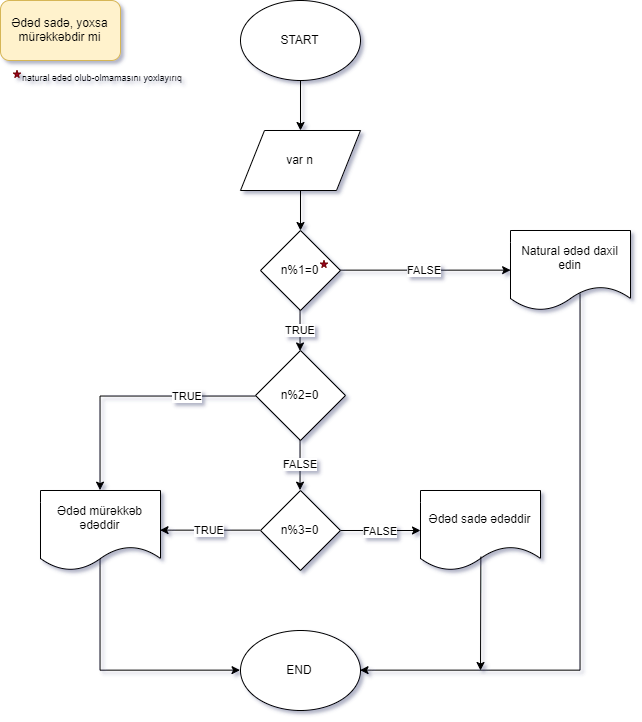 Ədəd sadə, yoxsa
mürəkkəbdir mi
natural ədəd olub-olmamasını yoxlayırıq
START
var n
n%1=0
FALSE
Natural ədəd daxil
edin
TRUE
n%2=0
TRUE
FALSE
Ədəd mürəkkəb
ədəddir
TRUE
n%3=0
FALSE
Ədəd sadə ədəddir
END